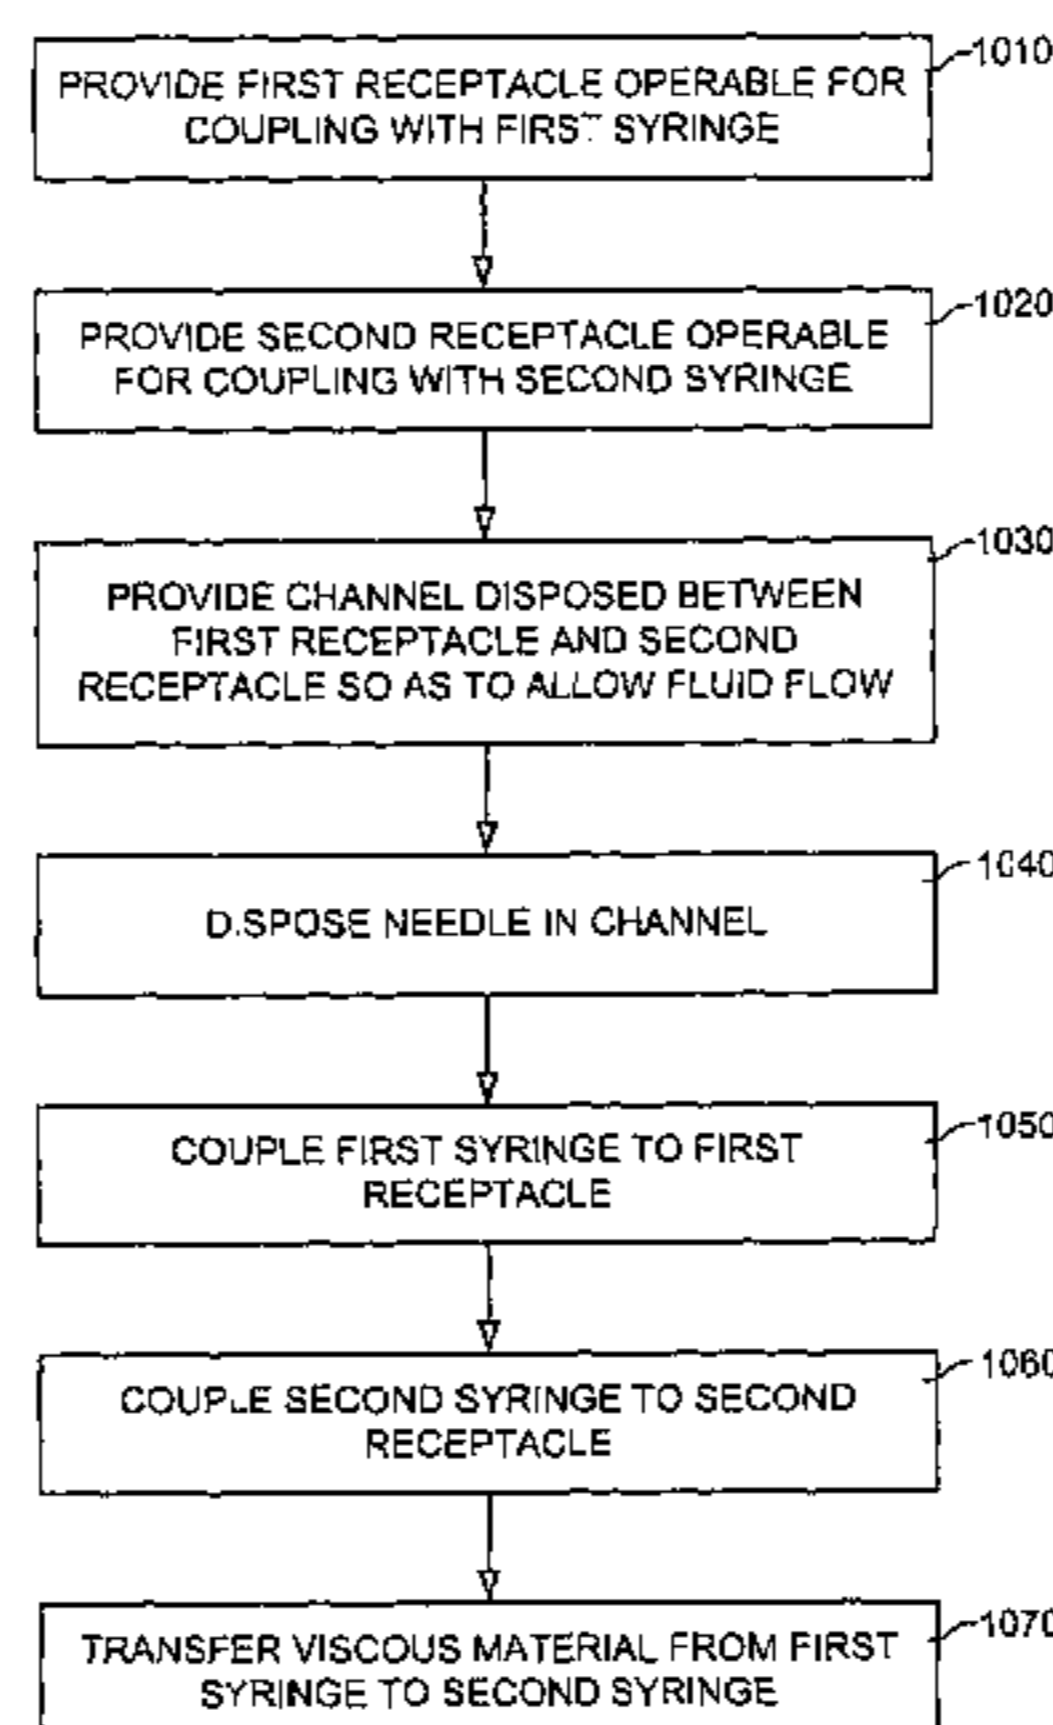 1010
PROVIDE FIRST RECEPTACLE OPERABLE FOR
COUPLING WITH FIRST SYRINGE
1020
PROVIDE SECOND RECEPTACLE OPERABLE
FOR COUPLING WITH SECOND SYRINGE
1030
PROVIDE CHANNEL DISPOSED BETWEEN
FIRST RECEPTACLE AND SECOND
RECEPTACLE SO AS TO ALLOW FLUID FLOW
1040
DISPOSE NEEDLE IN CHANNEL
1050
COUPLE FIRST SYRINGE TO FIRST
RECEPTACLE
1060
COUPLE SECOND SYRINGE TO SECOND
RECEPTACLE
1070
TRANSFER VISCOUS MATERIAL FROM FIRST
SYRINGE TO SECOND SYRINGE